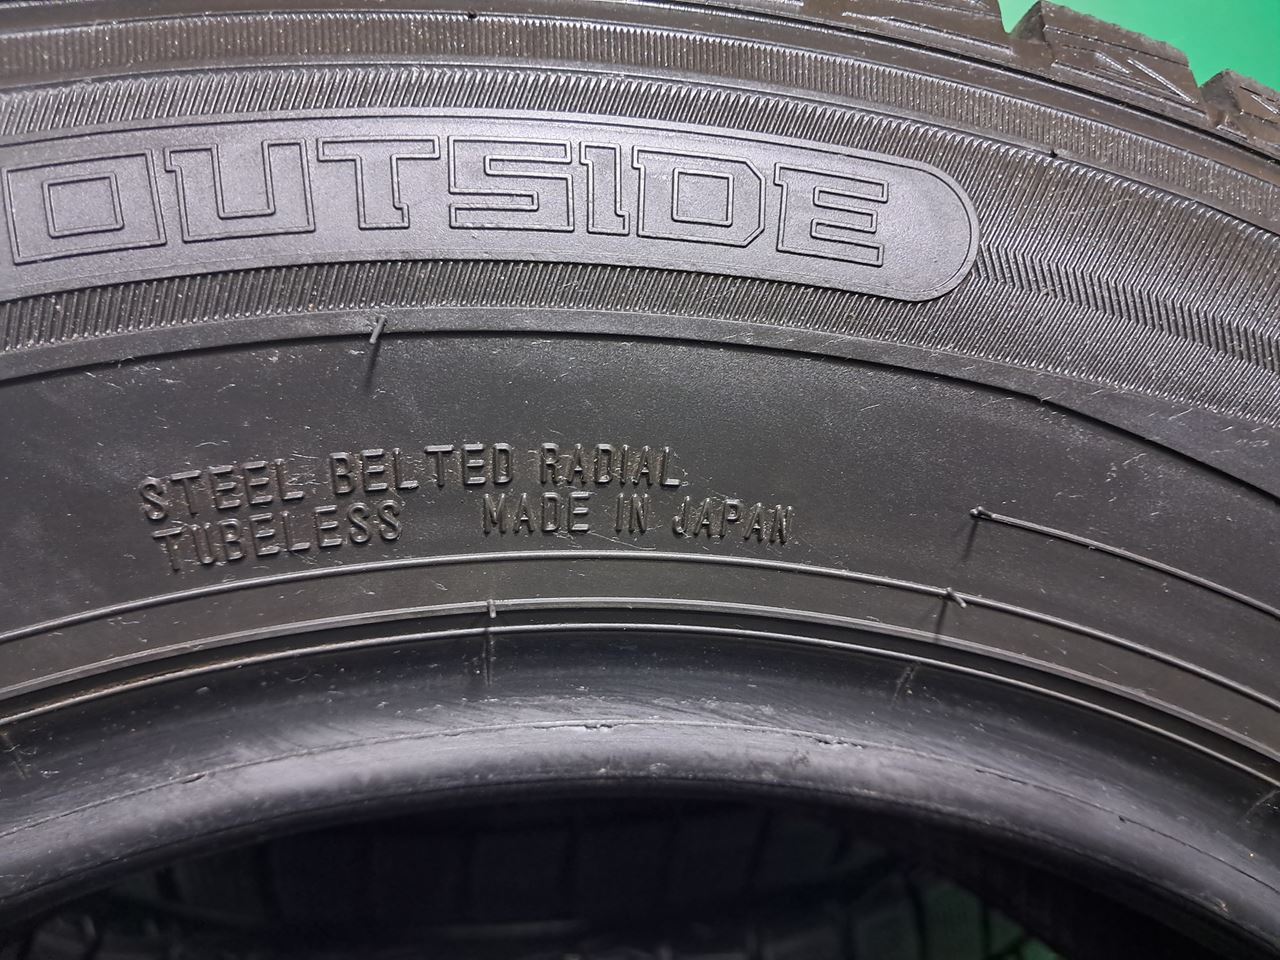 OUTSIDE
STEEL BELTED RADIAL
TUBELESS MADE IN JAPAN